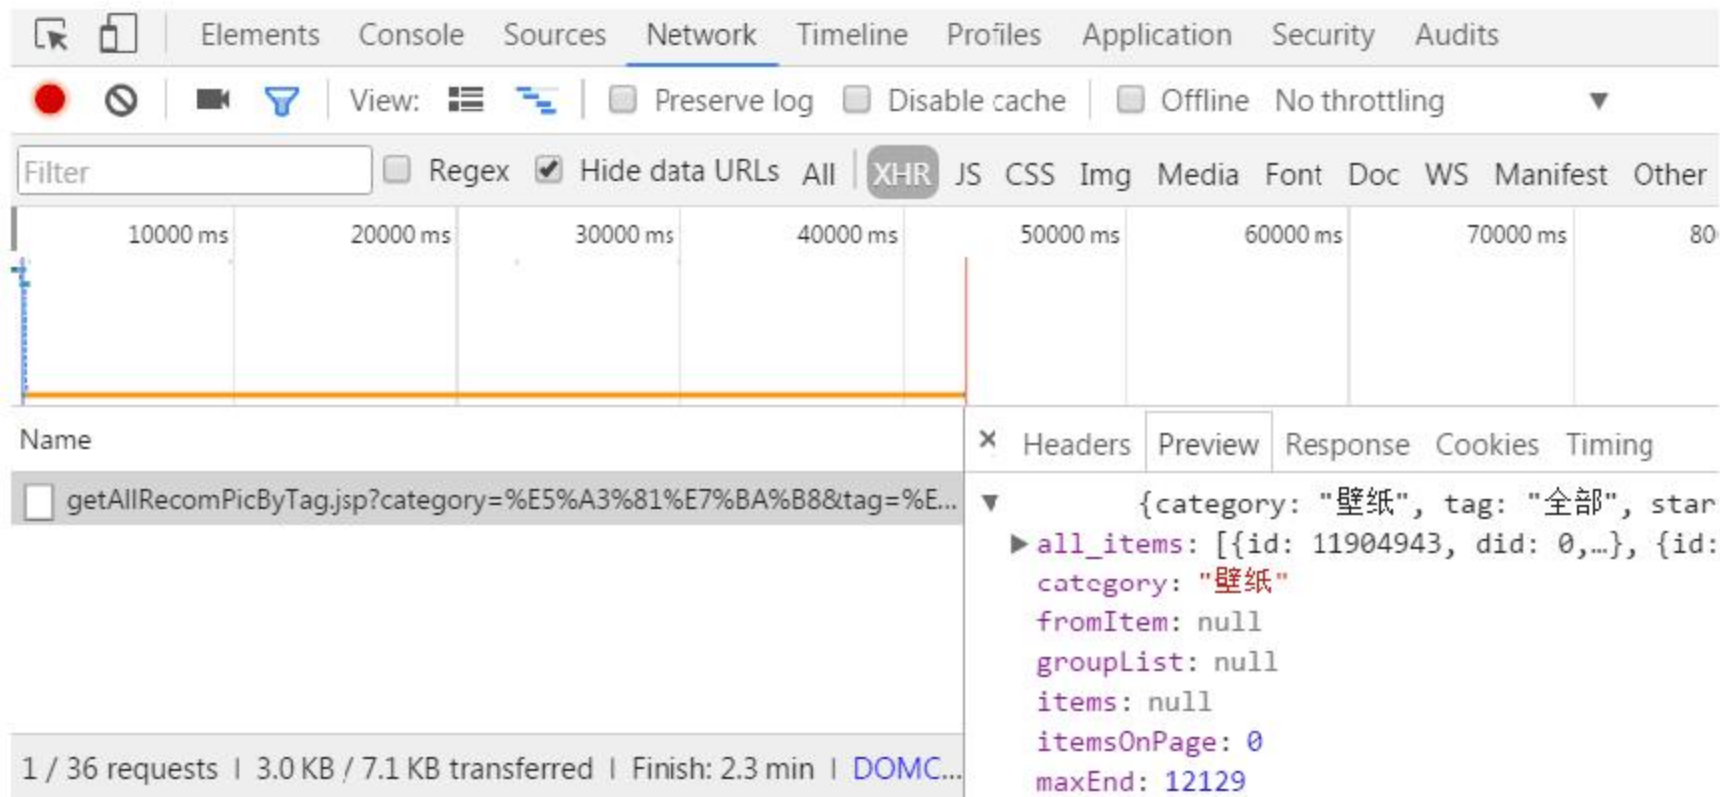 Elements Console Sources Network Timeline Profiles Application Security Audits
View: Preserve log Disable cache Offline No throttling
Filter Regex Hide data URLs All XHR JS CSS Img Media Font Doc WS Manifest Other
10000 ms 20000 ms 30000 ms 40000 ms 50000 ms 60000 ms 70000 ms 80
Name
× Headers Preview Response Cookies Timing
getAllRecomPicByTag.jsp?category=%E5%A3%81%E7%BA%B8&tag=%E...
{category: "壁纸", tag: "全部", star
all_items: [{id: 11904943, did: 0,…}, {id:
category: "壁纸"
fromItem: null
groupList: null
items: null
itemsOnPage: 0
maxEnd: 12129
1 / 36 requests | 3.0 KB / 7.1 KB transferred | Finish: 2.3 min | DOMC...